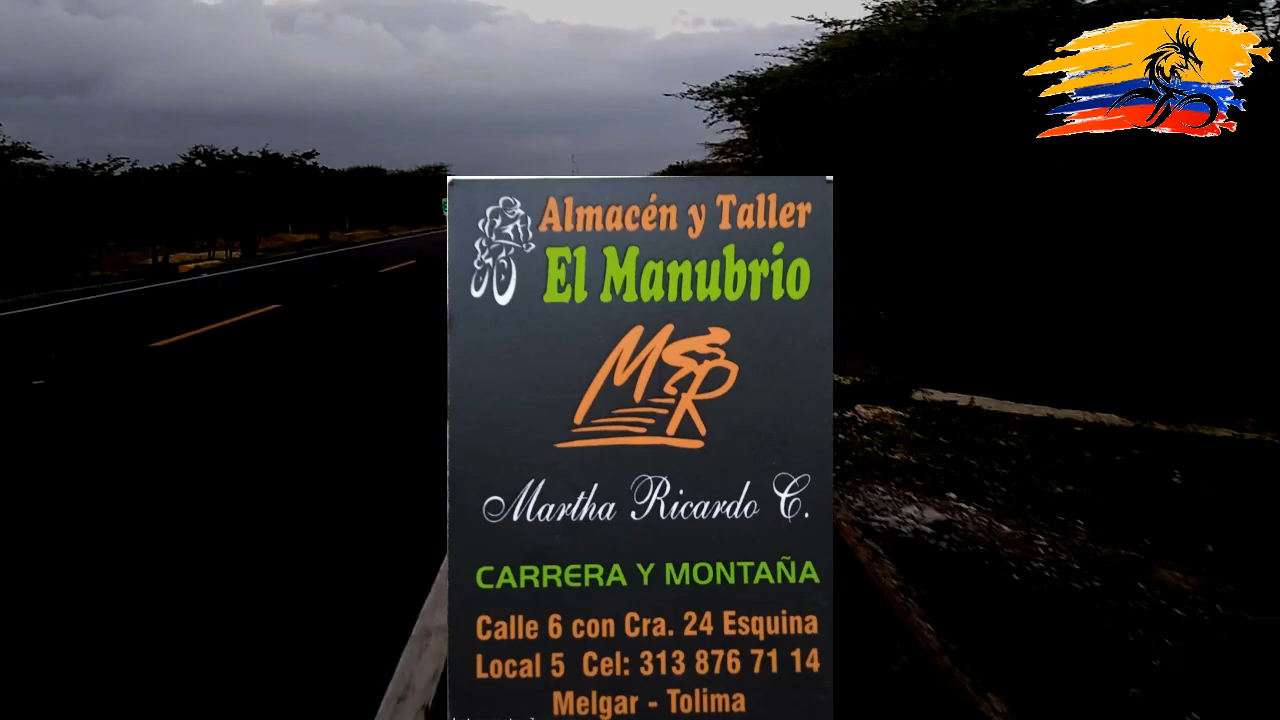 Almacén y Taller
El Manubrio
MR
Martha Ricardo C.
CARRERA Y MONTAÑA
Calle 6 con Cra. 24 Esquina
Local 5 Cel: 313 876 71 14
Melgar - Tolima